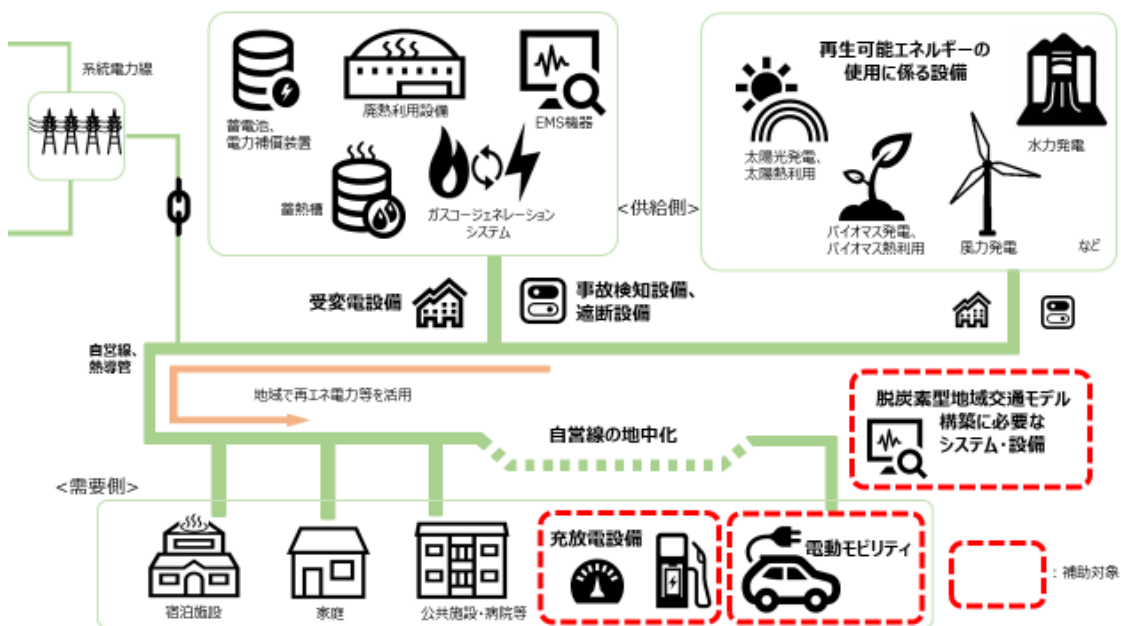 系統電力線
蓄電池、
電力補償装置
廃熱利用設備
EMS機器
蓄熱槽
ガスコージェネレーション
システム
<供給側>
再生可能エネルギーの
使用に係る設備
太陽光発電、
太陽熱利用
水力発電
バイオマス発電、
バイオマス熱利用
風力発電
など
受変電設備
事故検知設備、
遮断設備
自営線、
熱導管
地域で再エネ電力等を活用
脱炭素型地域交通モデル
構築に必要な
システム・設備
自営線の地中化
<需要側>
宿泊施設
家庭
公共施設・病院等
充放電設備
電動モビリティ
：補助対象